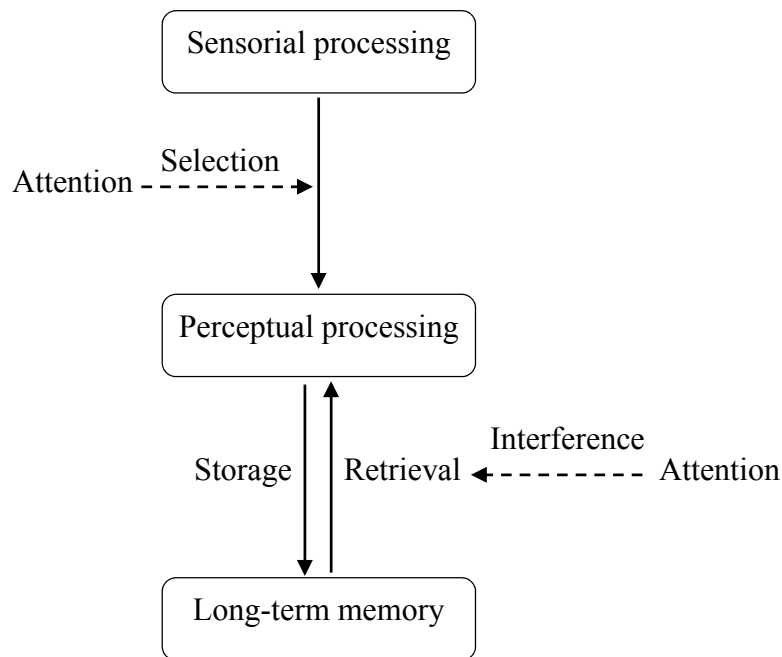 Sensorial processing
Selection
Attention
Perceptual processing
Interference
Storage
Retrieval
Attention
Long-term memory